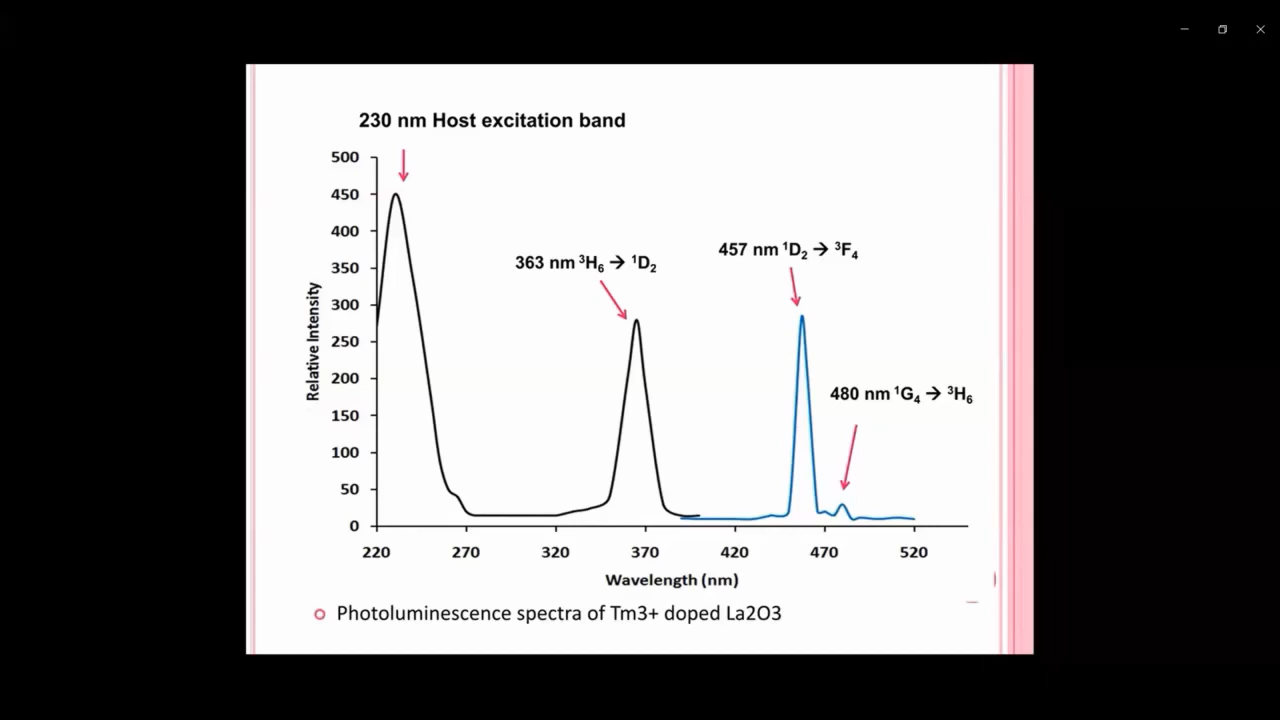 230 nm Host excitation band
500
450
400
350
300
250
200
150
100
50
0
Relative Intensity
363 nm ³H₆ → ¹D₂
457 nm ¹D₂ → ³F₄
480 nm ¹G₄ → ³H₆
220 270 320 370 420 470 520
Wavelength (nm)
Photoluminescence spectra of Tm3+ doped La2O3